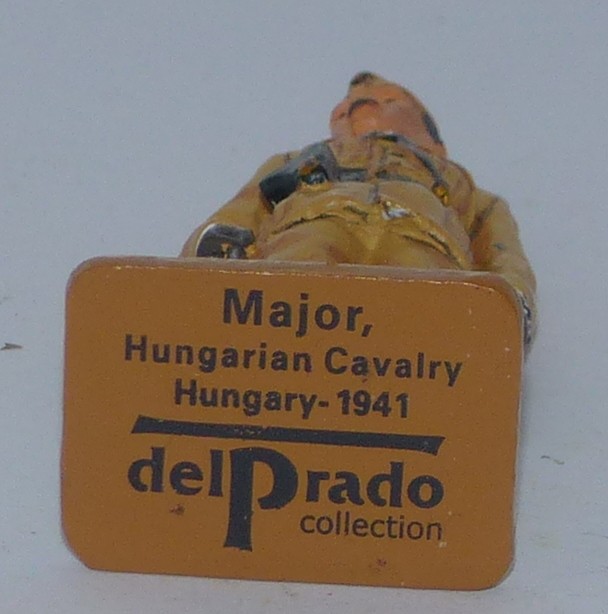 Major,
Hungarian Cavalry
Hungary-1941
delPrado
collection